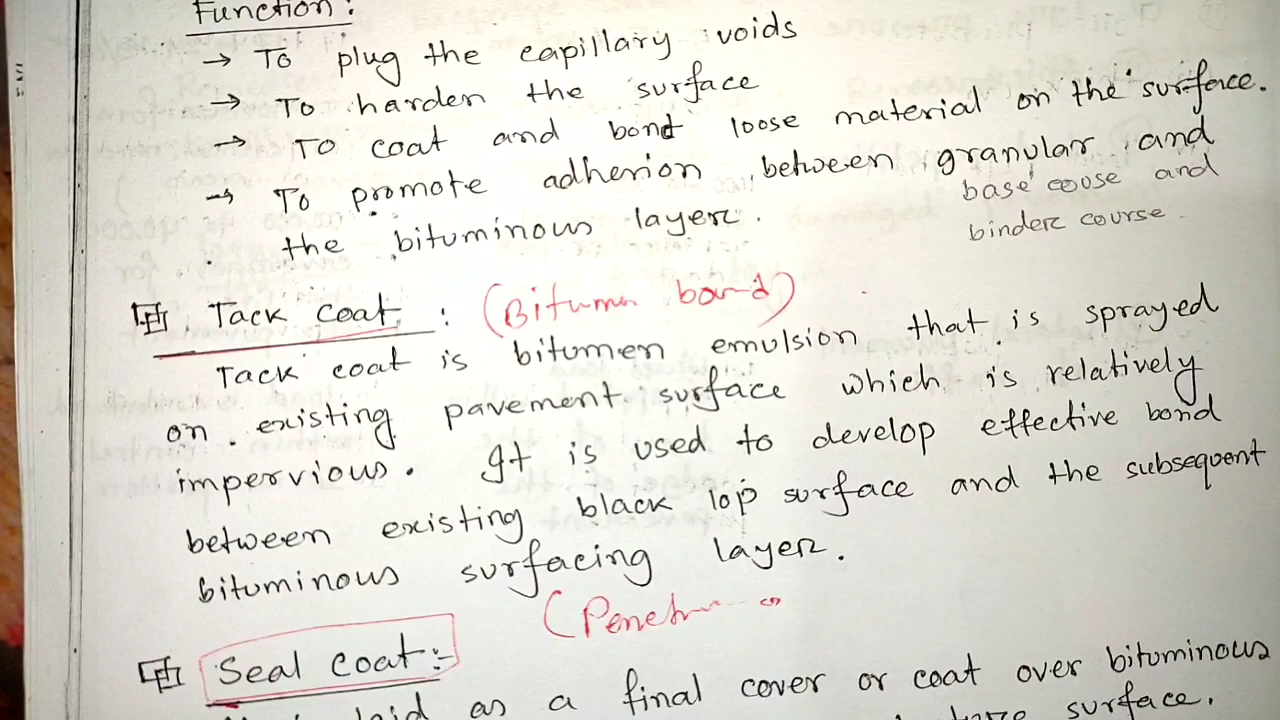 Function:
→ To plug the capillary voids
→ To harden the surface
→ To coat and bond loose material on the surface.
→ To promote adhesion between granular and
the bituminous layer.
base couse and
binder course.
Tack coat: (Bitumen bond)
Tack coat is bitumen emulsion that is sprayed
on existing pavement surface which is relatively
impervious. It is used to develop effective bond
between existing black lop surface and the subsequent
bituminous surfacing layer.
Seal coat:-
laid as a final cover or coat over bituminous
surface.